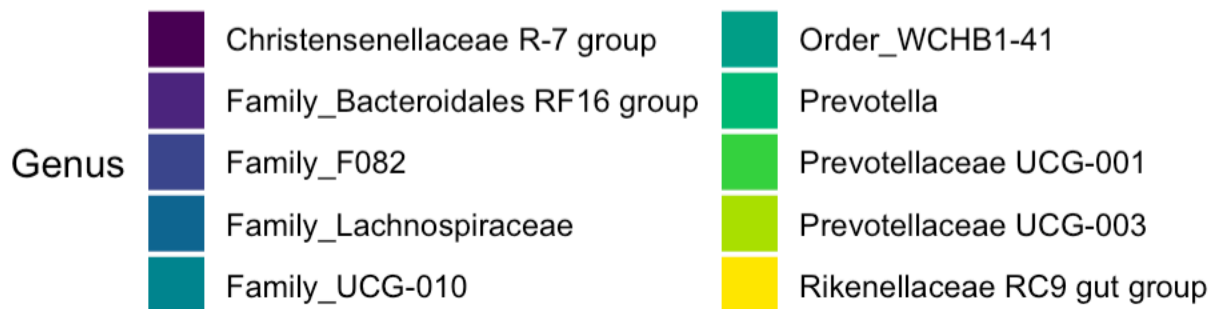 Genus
Christensenellaceae R-7 group
Family_Bacteroidales RF16 group
Family_F082
Family_Lachnospiraceae
Family_UCG-010
Order_WCHB1-41
Prevotella
Prevotellaceae UCG-001
Prevotellaceae UCG-003
Rikenellaceae RC9 gut group